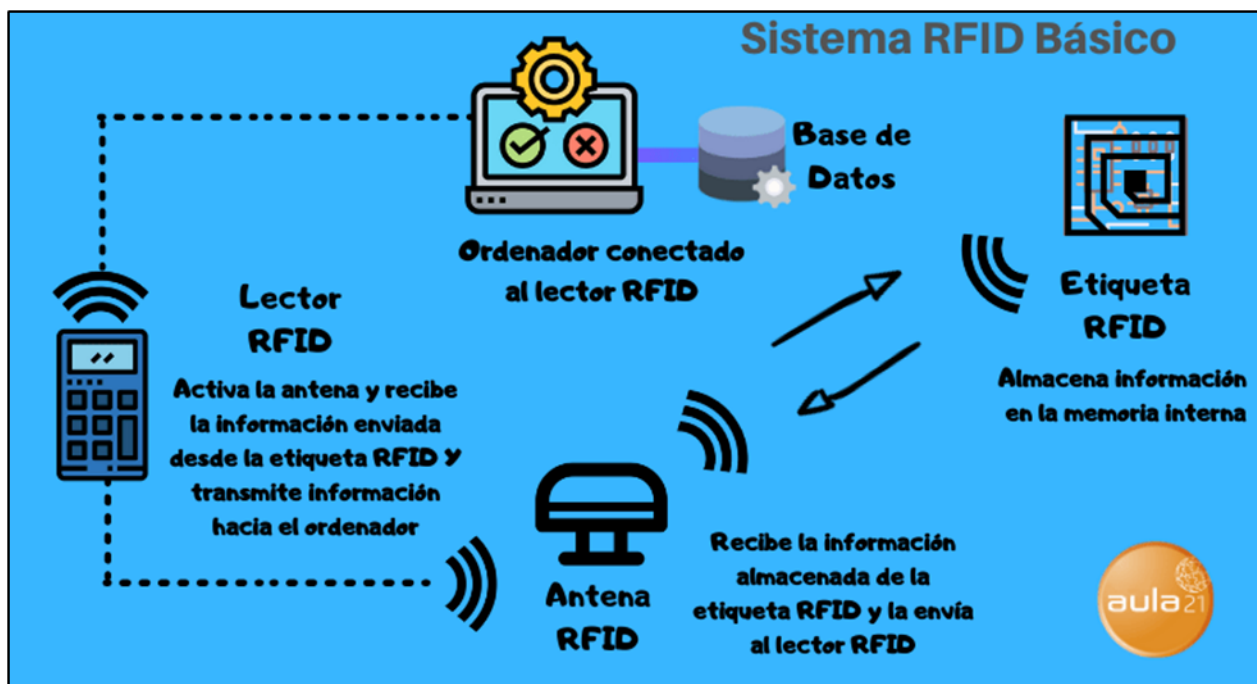 Sistema RFID Básico
Base de
Datos
Ordenador conectado
al lector RFID
Etiqueta
RFID
Almacena información
en la memoria interna
Lector
RFID
Activa la antena y recibe
la información enviada
desde la etiqueta RFID y
transmite información
hacia el ordenador
Antena
RFID
Recibe la información
almacenada de la
etiqueta RFID y la envía
al lector RFID
aula21